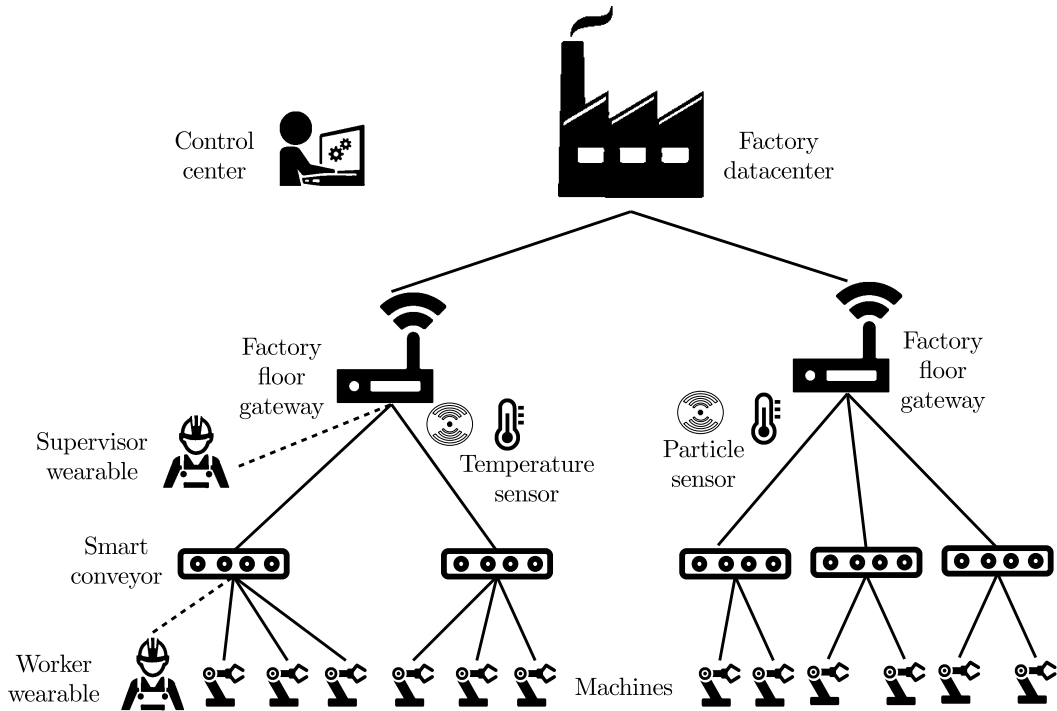 Control
center
Factory
datacenter
Factory
floor
gateway
Factory
floor
gateway
Supervisor
wearable
Temperature
sensor
Particle
sensor
Smart
conveyor
Worker
wearable
Machines